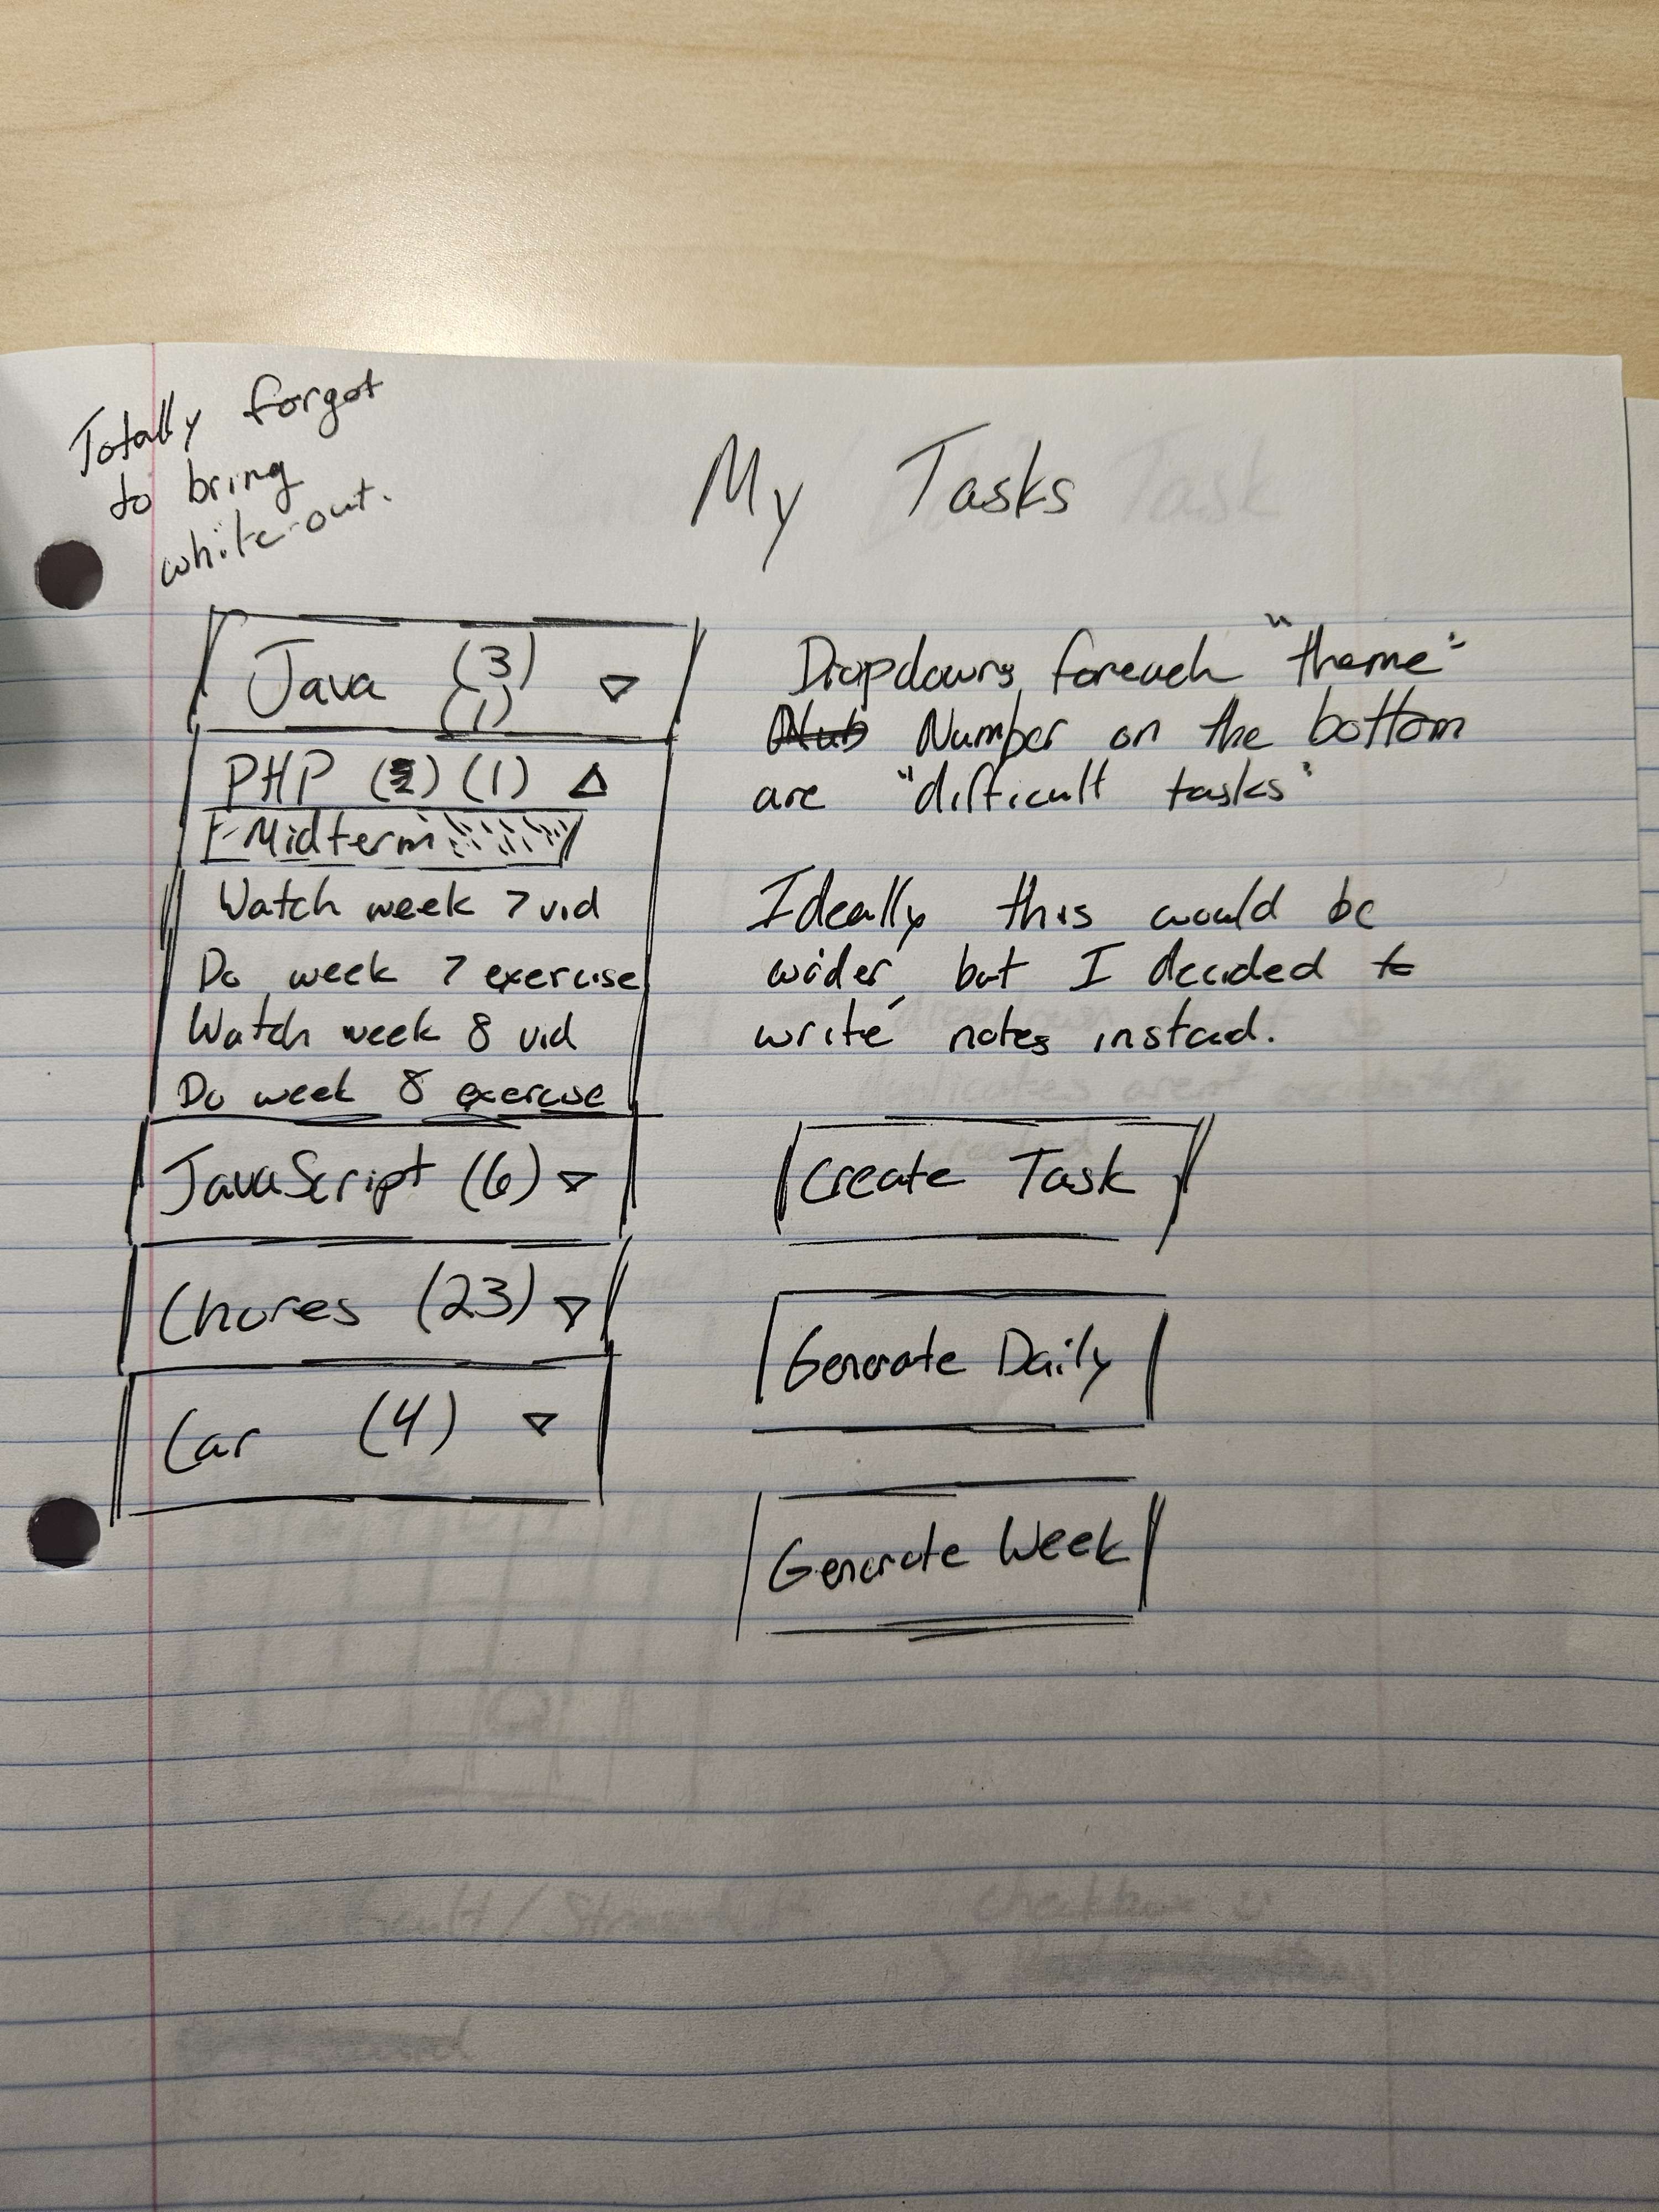 Totally forgot
to bring
white-out.
My Tasks
Java (3)
(1)
PHP (1)
Midterm
Watch week 7 vid
Do week 7 exercise
Watch week 8 vid
Do week 8 exercise
JavaScript (6)
Chores (23)
Car (4)
Dropdowns foreach "theme"
Number on the bottom
are "difficult tasks"
Ideally this would be
wider, but I decided to
write notes instead.
Create Task
Generate Daily
Generate Week